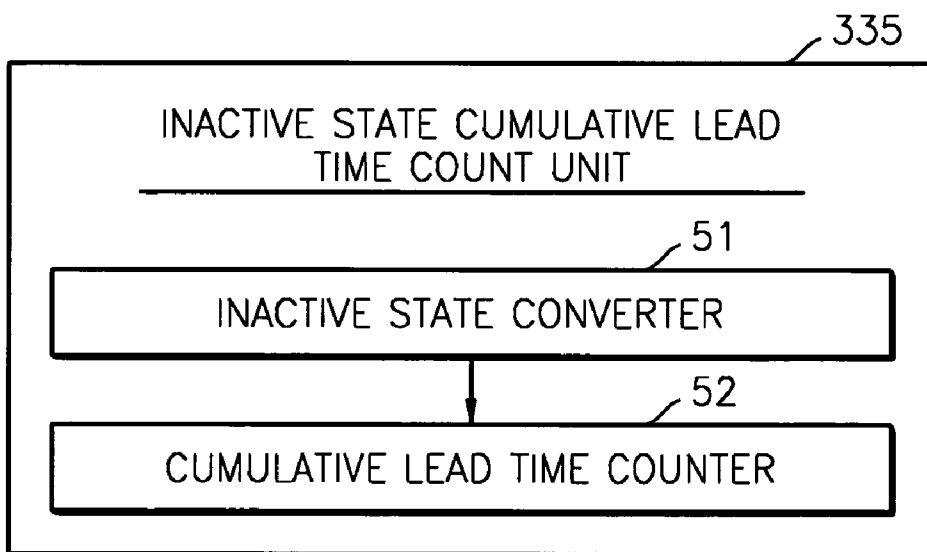 335
INACTIVE STATE CUMULATIVE LEAD
TIME COUNT UNIT
51
INACTIVE STATE CONVERTER
52
CUMULATIVE LEAD TIME COUNTER